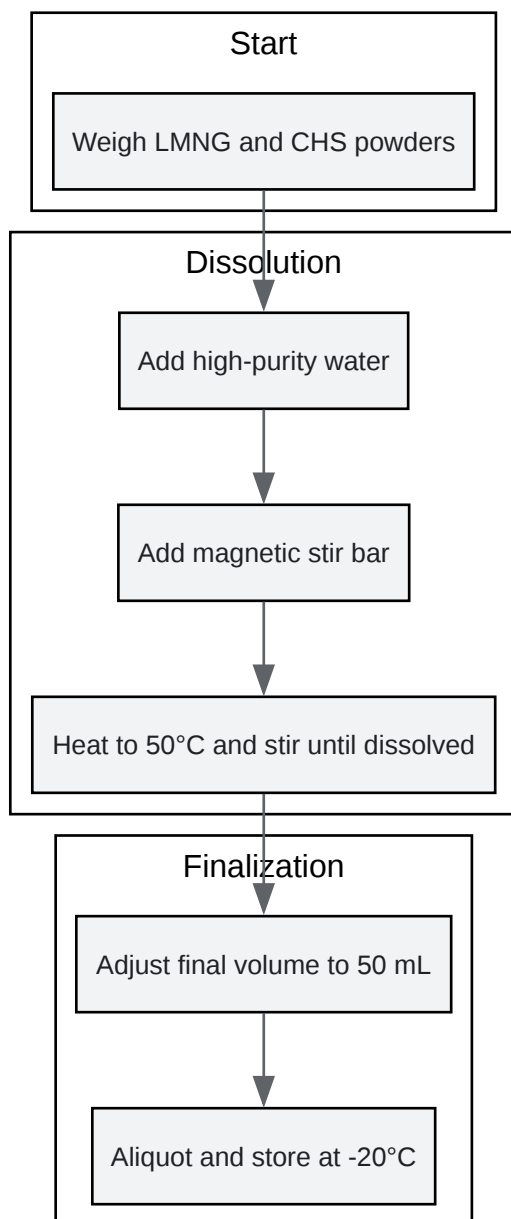 Start
Weigh LMNG and CHS powders
Dissolution
Add high-purity water
Add magnetic stir bar
Heat to 50°C and stir until dissolved
Finalization
Adjust final volume to 50 mL
Aliquot and store at -20°C